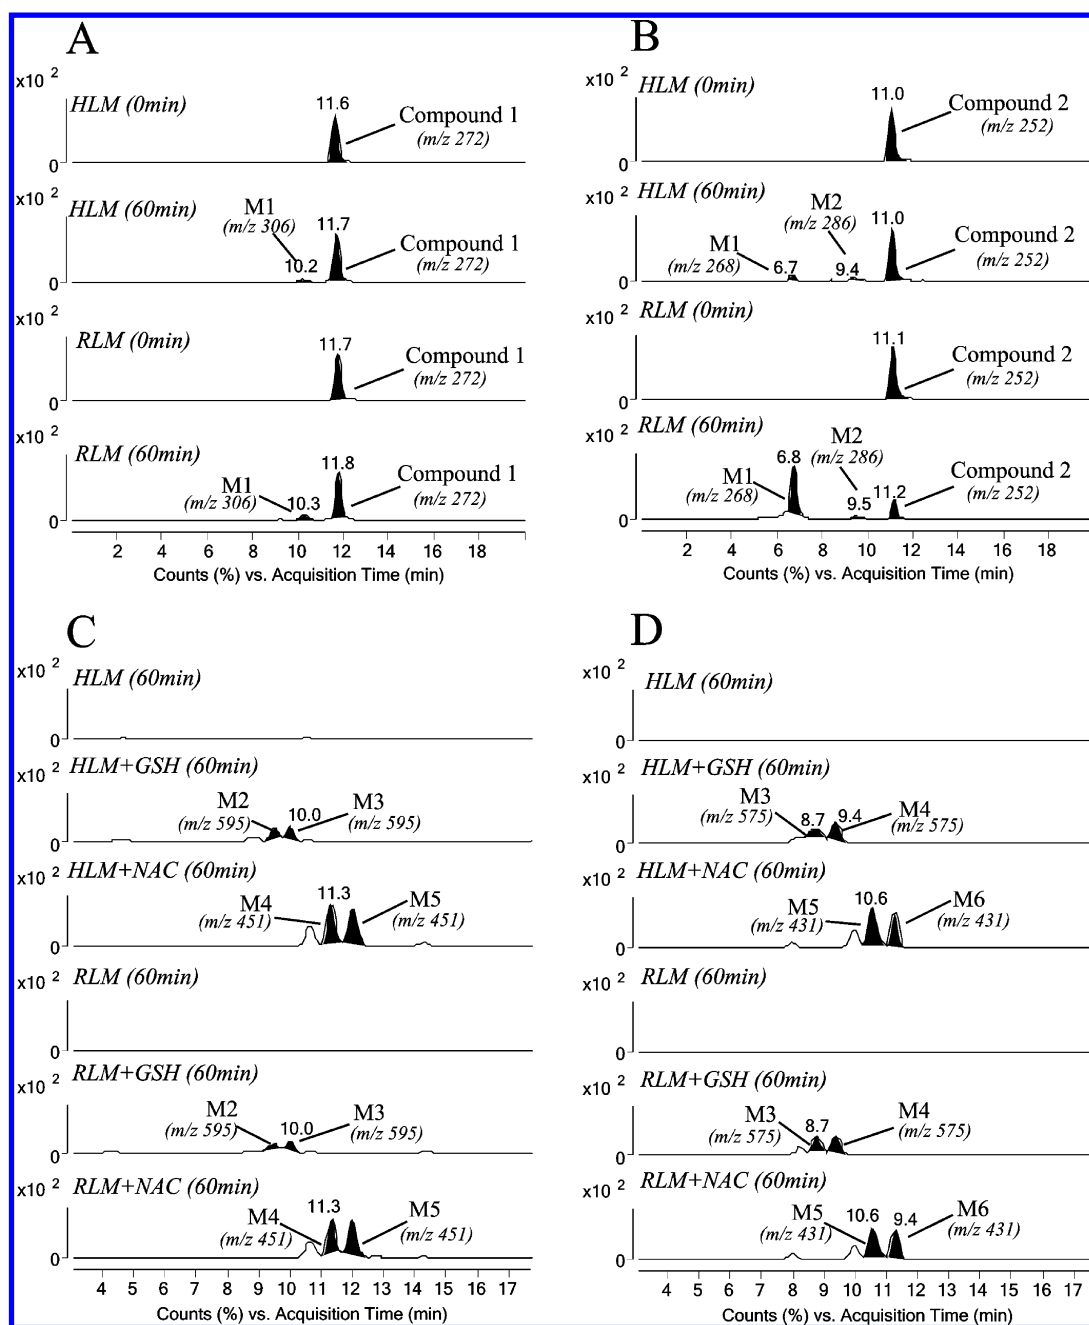 A
x10 2
HLM (0min)
11.6
Compound 1
(m/z 272)
0
x10 2
HLM (60min)
M1
(m/z 306)
10.2
11.7
Compound 1
(m/z 272)
0
x10 2
RLM (0min)
11.7
Compound 1
(m/z 272)
0
x10 2
RLM (60min)
M1
(m/z 306)
10.3
11.8
Compound 1
(m/z 272)
0
2 4 6 8 10 12 14 16 18
Counts (%) vs. Acquisition Time (min)
B
x10 2
HLM (0min)
11.0
Compound 2
(m/z 252)
0
x10 2
HLM (60min)
M1
(m/z 268)
6.7
M2
(m/z 286)
9.4
11.0
Compound 2
(m/z 252)
0
x10 2
RLM (0min)
11.1
Compound 2
(m/z 252)
0
x10 2
RLM (60min)
M1
(m/z 268)
6.8
M2
(m/z 286)
9.5
11.2
Compound 2
(m/z 252)
0
2 4 6 8 10 12 14 16 18
Counts (%) vs. Acquisition Time (min)
C
x10 2
HLM (60min)
0
x10 2
HLM+GSH (60min)
M2
(m/z 595)
10.0
M3
(m/z 595)
0
x10 2
HLM+NAC (60min)
M4
(m/z 451)
11.3
M5
(m/z 451)
0
x10 2
RLM (60min)
0
x10 2
RLM+GSH (60min)
M2
(m/z 595)
10.0
M3
(m/z 595)
0
x10 2
RLM+NAC (60min)
M4
(m/z 451)
11.3
M5
(m/z 451)
0
4 5 6 7 8 9 10 11 12 13 14 15 16 17
Counts (%) vs. Acquisition Time (min)
D
x10 2
HLM (60min)
0
x10 2
HLM+GSH (60min)
M3
(m/z 575)
8.7
9.4
M4
(m/z 575)
0
x10 2
HLM+NAC (60min)
M5
(m/z 431)
10.6
M6
(m/z 431)
0
x10 2
RLM (60min)
0
x10 2
RLM+GSH (60min)
M3
(m/z 575)
8.7
M4
(m/z 575)
0
x10 2
RLM+NAC (60min)
M5
(m/z 431)
10.6
9.4
M6
(m/z 431)
0
4 5 6 7 8 9 10 11 12 13 14 15 16 17
Counts (%) vs. Acquisition Time (min)